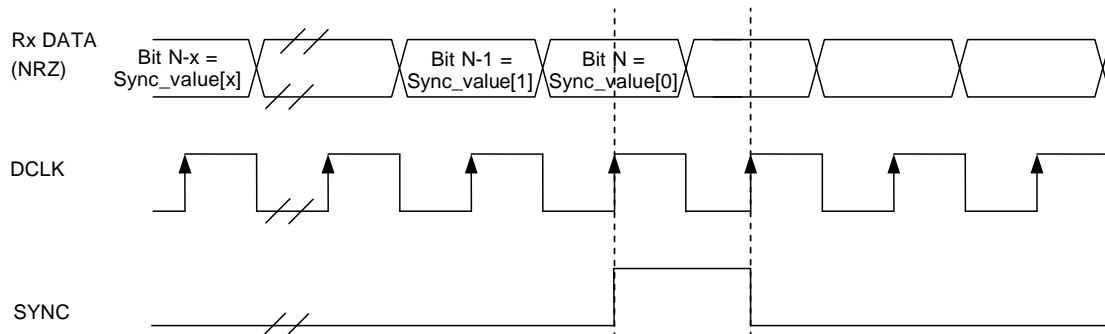 Rx DATA
(NRZ)
Bit N-x =
Sync_value[x]
Bit N-1 =
Sync_value[1]
Bit N =
Sync_value[0]
DCLK
SYNC